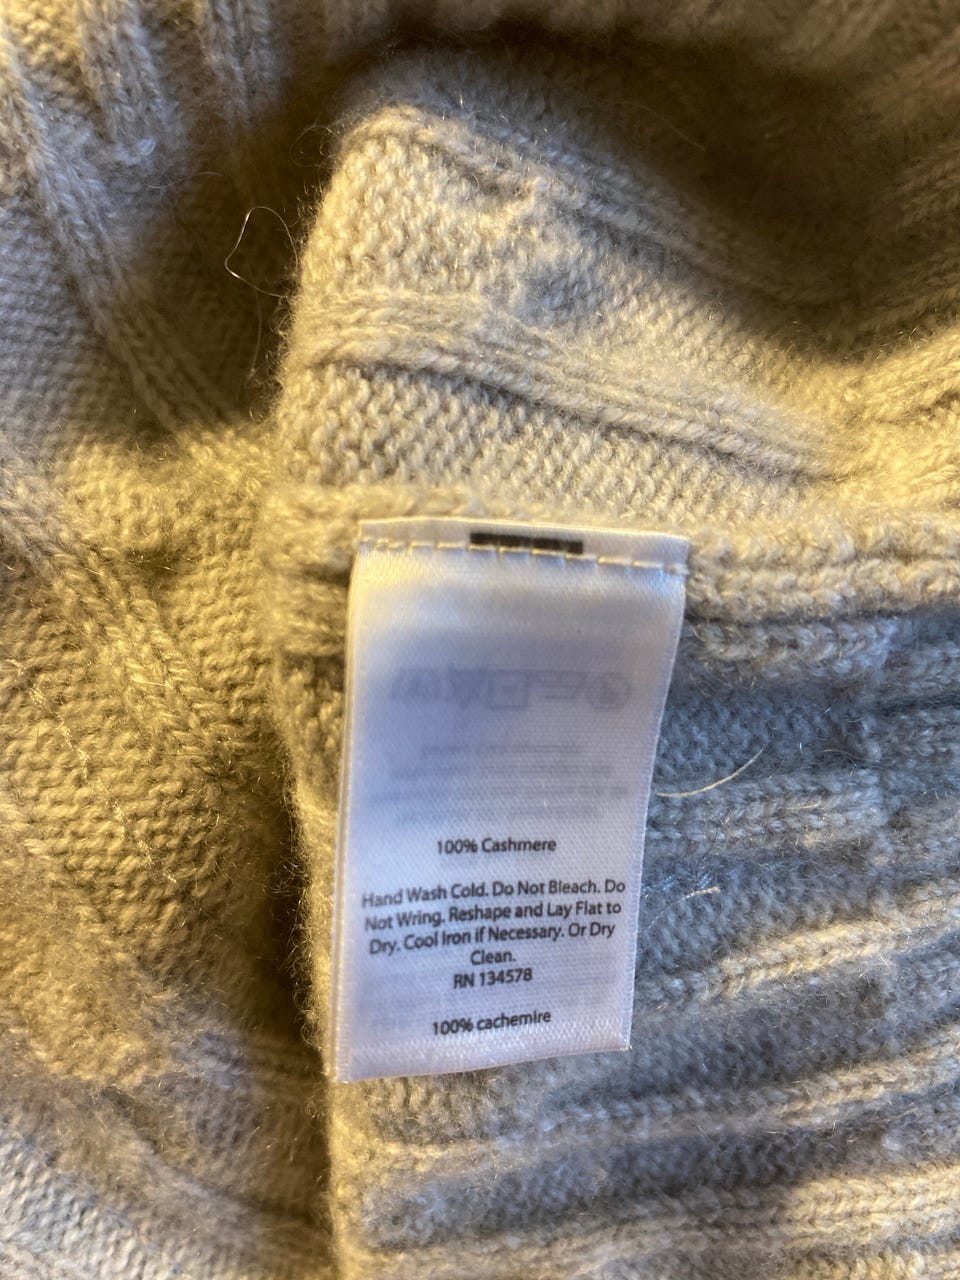 100% Cashmere
Hand Wash Cold. Do Not Bleach. Do
Not Wring. Reshape and Lay Flat to
Dry. Cool Iron if Necessary. Or Dry
Clean.
RN 134578
100% cachemire